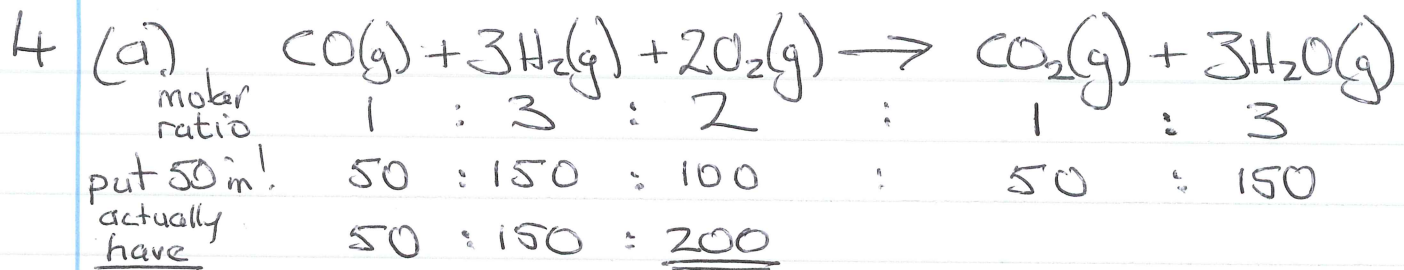 4 (a) CO(g) + 3H₂(g) + 2O₂(g) → CO₂(g) + 3H₂O(g)
molar ratio 1 : 3 : 2 : 1 : 3
put 50 in! 50 : 150 : 100 : 50 : 150
actually have 50 : 150 : 200